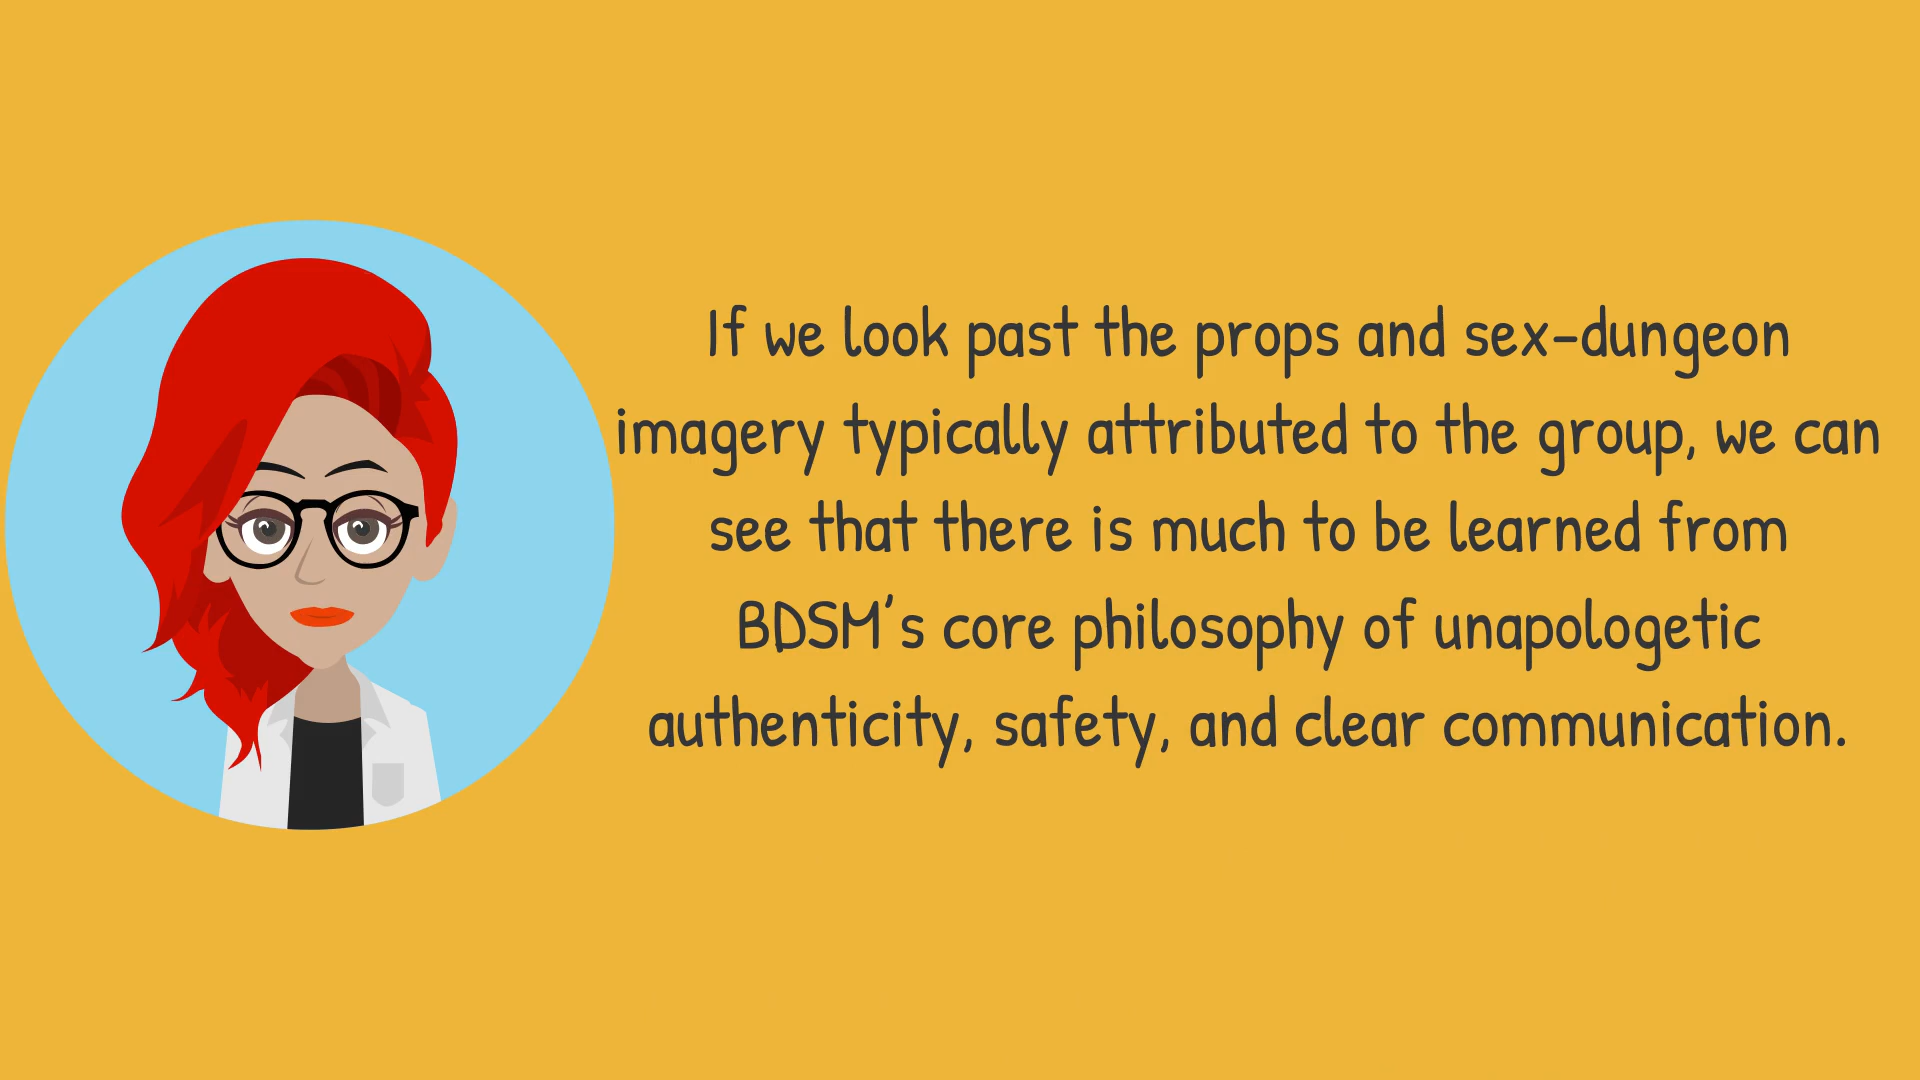 If we look past the props and sex-dungeon
imagery typically attributed to the group, we can
see that there is much to be learned from
BDSM's core philosophy of unapologetic
authenticity, safety, and clear communication.